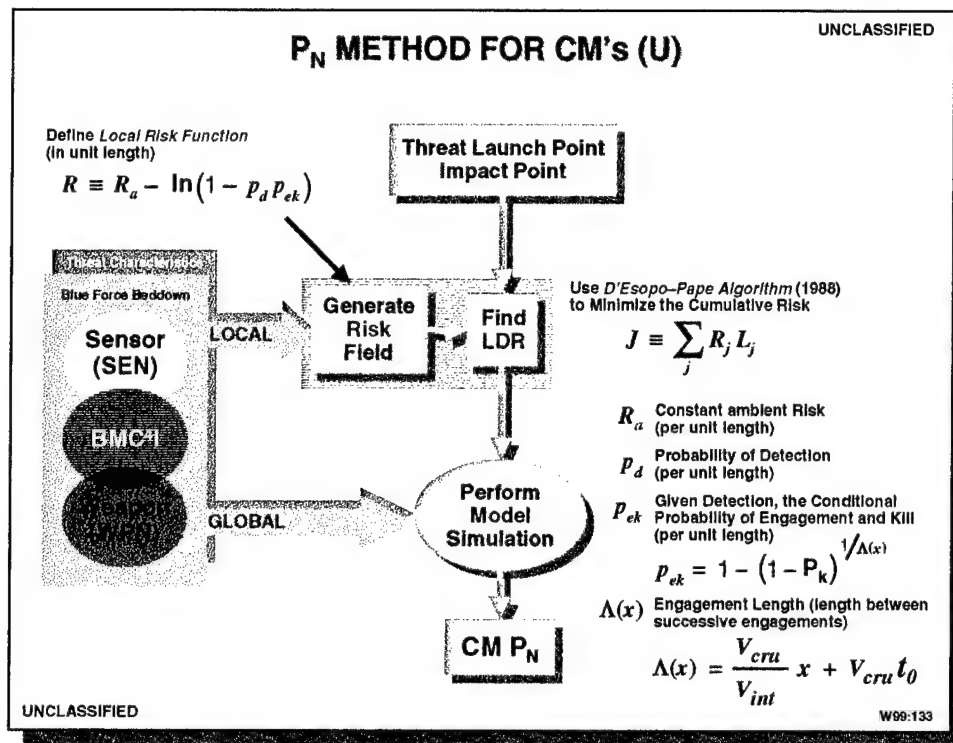 UNCLASSIFIED
P_N METHOD FOR CM's (U)
Define Local Risk Function
(in unit length)
R ≡ R_a − ln(1 − p_d p_ek)
Threat Launch Point
Impact Point
Threat Characteristics
Blue Force Beddown
Sensor
(SEN)
BMC⁴I
Weapon
(WPN)
LOCAL
GLOBAL
Generate
Risk
Field
Find
LDR
Perform
Model
Simulation
CM P_N
Use D'Esopo–Pape Algorithm (1988)
to Minimize the Cumulative Risk
J ≡ ∑_j R_j L_j
R_a Constant ambient Risk
(per unit length)
p_d Probability of Detection
(per unit length)
p_ek Given Detection, the Conditional
Probability of Engagement and Kill
(per unit length)
p_ek = 1 − (1 − P_k)^{1/Λ(x)}
Λ(x) Engagement Length (length between
successive engagements)
Λ(x) = V_cru / V_int x + V_cru t_0
UNCLASSIFIED
W99:133